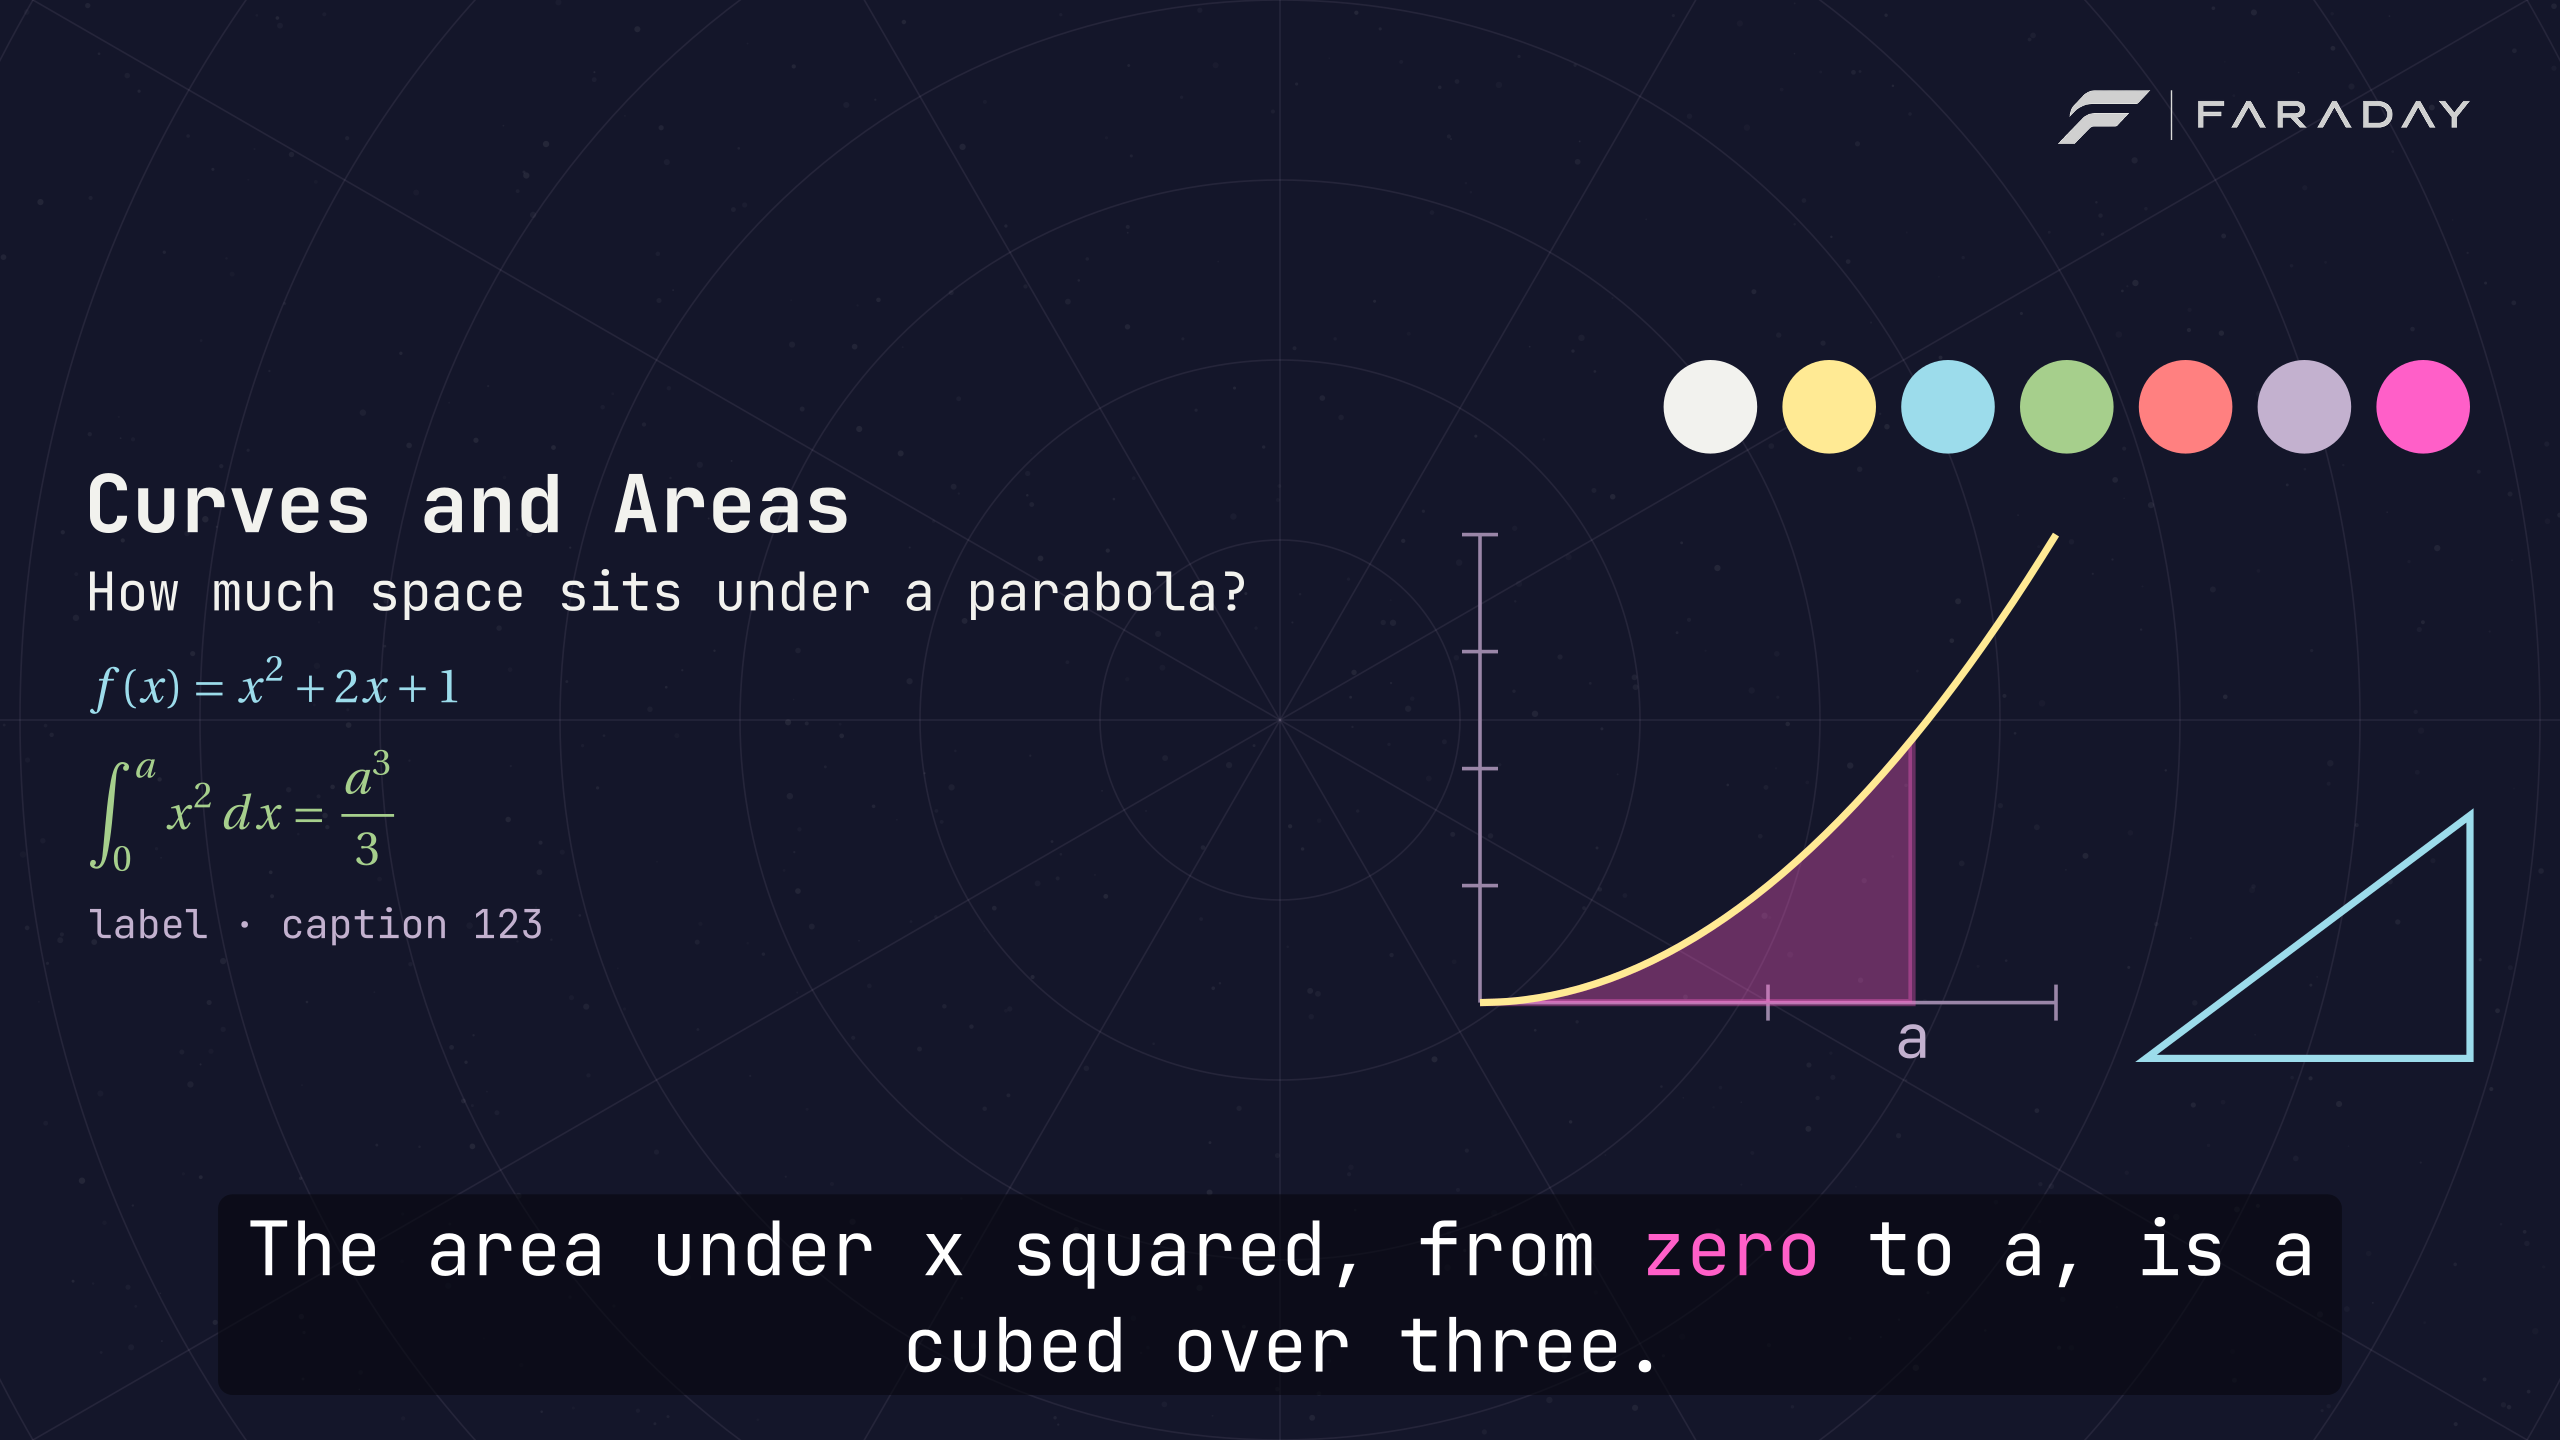 FARADAY
Curves and Areas
How much space sits under a parabola?
f(x) = x² + 2x + 1
∫₀ᵃ x² dx = a³/3
label · caption 123
a
The area under x squared, from zero to a, is a
cubed over three.